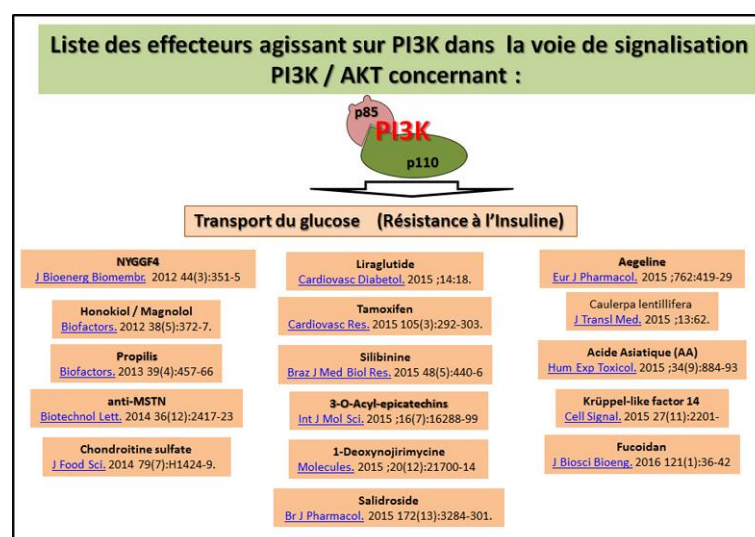 Liste des effecteurs agissant sur PI3K dans la voie de signalisation
PI3K / AKT concernant :
p85
PI3K
p110
Transport du glucose (Résistance à l'Insuline)
NYGGF4
J Bioenerg Biomembr. 2012 44(3):351-5
Honokiol / Magnolol
Biofactors. 2012 38(5):372-7.
Propilis
Biofactors. 2013 39(4):457-66
anti-MSTN
Biotechnol Lett. 2014 36(12):2417-23
Chondroitine sulfate
J Food Sci. 2014 79(7):H1424-9.
Liraglutide
Cardiovasc Diabetol. 2015 ;14:18.
Tamoxifen
Cardiovasc Res. 2015 105(3):292-303.
Silibinine
Braz J Med Biol Res. 2015 48(5):440-6
3-O-Acyl-epicatechins
Int J Mol Sci. 2015 ;16(7):16288-99
1-Deoxynojirimycine
Molecules. 2015 ;20(12):21700-14
Salidroside
Br J Pharmacol. 2015 172(13):3284-301.
Aegeline
Eur J Pharmacol. 2015 ;762:419-29
Caulerpa lentillifera
J Transl Med. 2015 ;13:62.
Acide Asiatique (AA)
Hum Exp Toxicol. 2015 ;34(9):884-93
Krüppel-like factor 14
Cell Signal. 2015 27(11):2201-
Fucoidan
J Biosci Bioeng. 2016 121(1):36-42